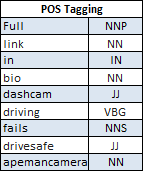 POS Tagging
Full NNP
link NN
in IN
bio NN
dashcam JJ
driving VBG
fails NNS
drivesafe JJ
apemancamera NN